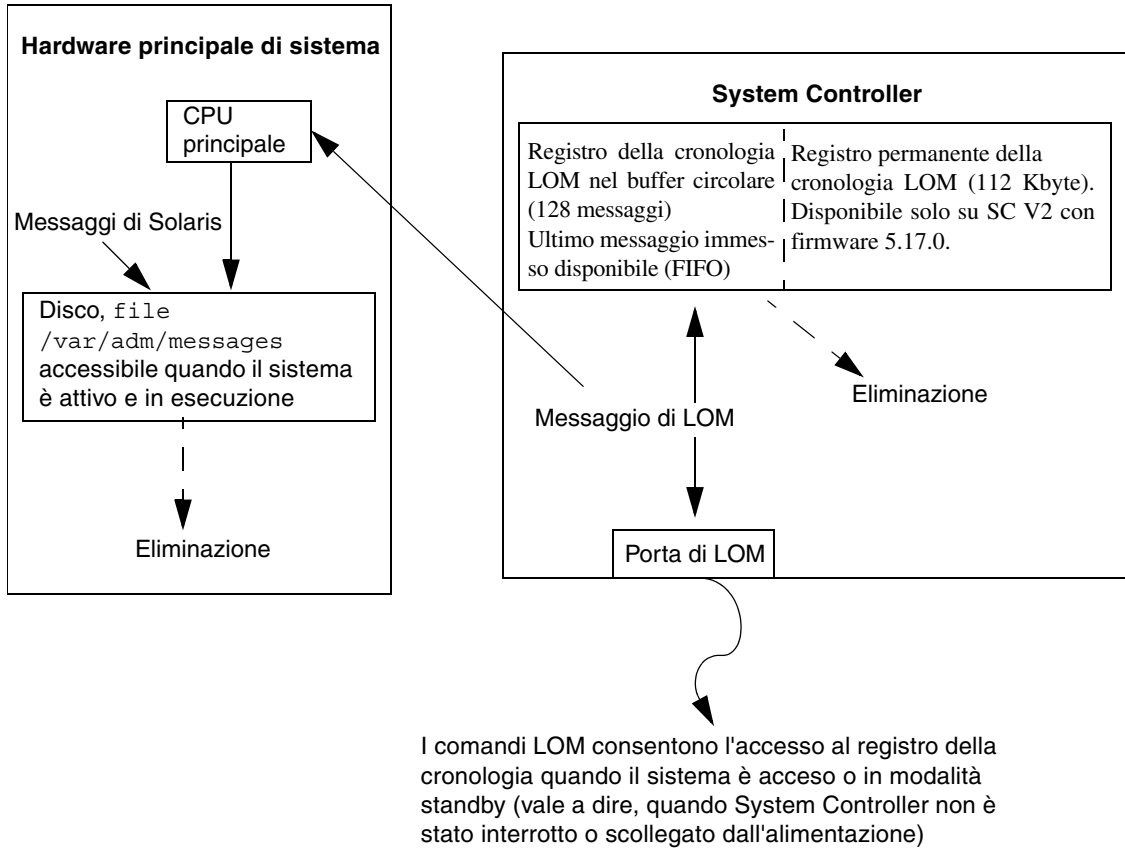 Hardware principale di sistema
CPU
principale
Messaggi di Solaris
Disco, file
/var/adm/messages
accessibile quando il sistema
è attivo e in esecuzione
Eliminazione
System Controller
Registro della cronologia
LOM nel buffer circolare
(128 messaggi)
Ultimo messaggio immes-
so disponibile (FIFO)
Registro permanente della
cronologia LOM (112 Kbyte).
Disponibile solo su SC V2 con
firmware 5.17.0.
Eliminazione
Messaggio di LOM
Porta di LOM
I comandi LOM consentono l'accesso al registro della
cronologia quando il sistema è acceso o in modalità
standby (vale a dire, quando System Controller non è
stato interrotto o scollegato dall'alimentazione)